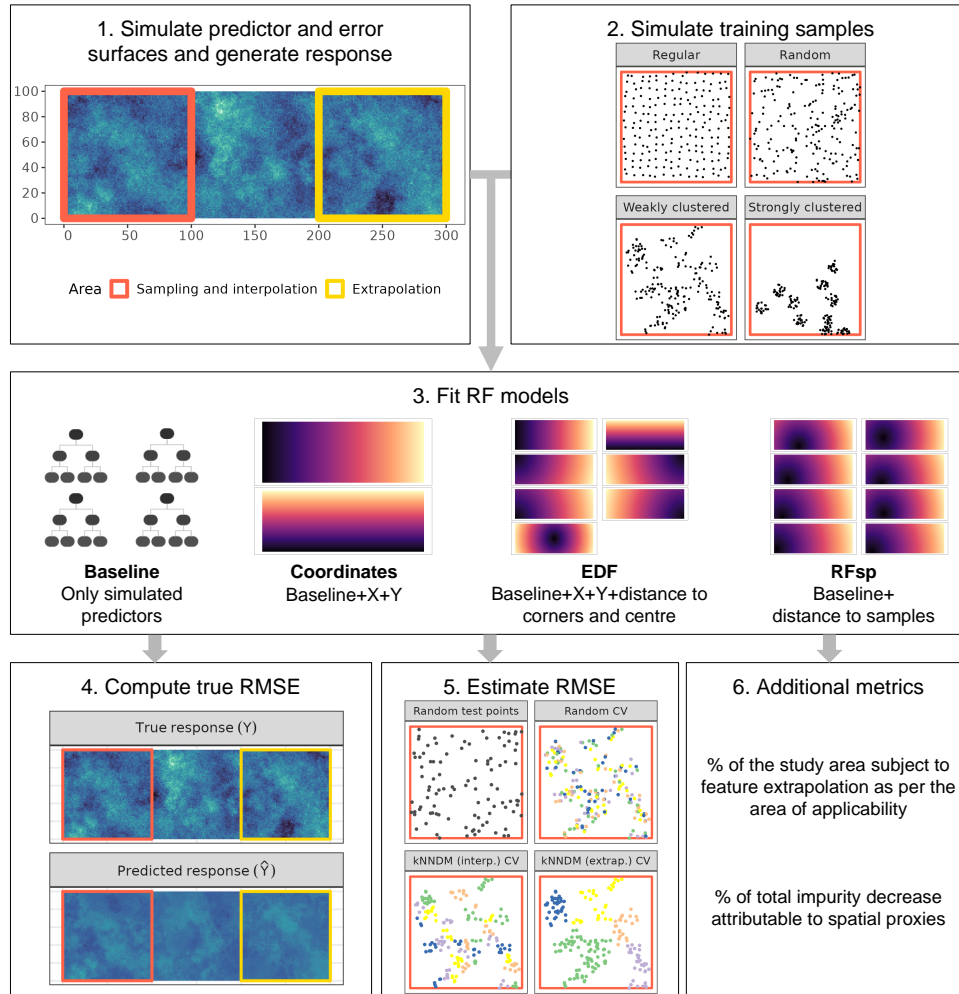 1. Simulate predictor and error
surfaces and generate response
100
80
60
40
20
0
0 50 100 150 200 250 300
Area Sampling and interpolation Extrapolation
2. Simulate training samples
Regular Random
Weakly clustered Strongly clustered
3. Fit RF models
Baseline
Only simulated
predictors
Coordinates
Baseline+X+Y
EDF
Baseline+X+Y+distance to
corners and centre
RFsp
Baseline+
distance to samples
4. Compute true RMSE
True response (Y)
Predicted response (Ŷ)
5. Estimate RMSE
Random test points Random CV
kNNDM (interp.) CV kNNDM (extrap.) CV
6. Additional metrics
% of the study area subject to
feature extrapolation as per the
area of applicability
% of total impurity decrease
attributable to spatial proxies